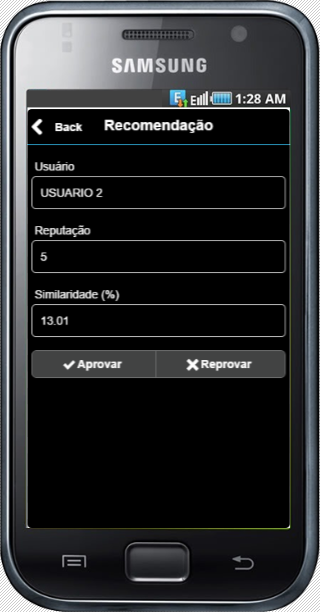 SAMSUNG
E 1:28 AM
Back Recomendação
Usuário
USUARIO 2
Reputação
5
Similaridade (%)
13.01
Aprovar Reprovar